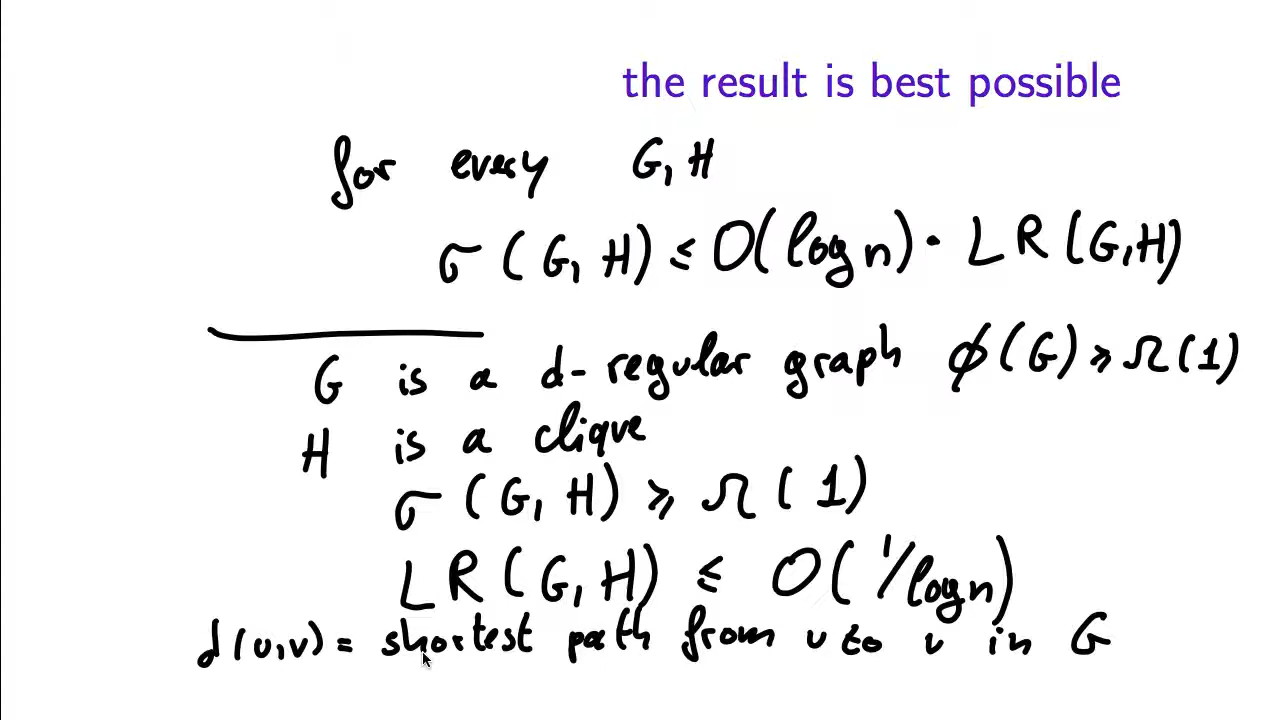 the result is best possible
for every G, H
σ(G, H) ≤ O(log n) · LR(G,H)
G is a d-regular graph ϕ(G) ≥ Ω(1)
H is a clique
σ(G, H) ≥ Ω(1)
LR(G, H) ≤ O(1/log n)
d(u,v) = shortest path from u to v in G